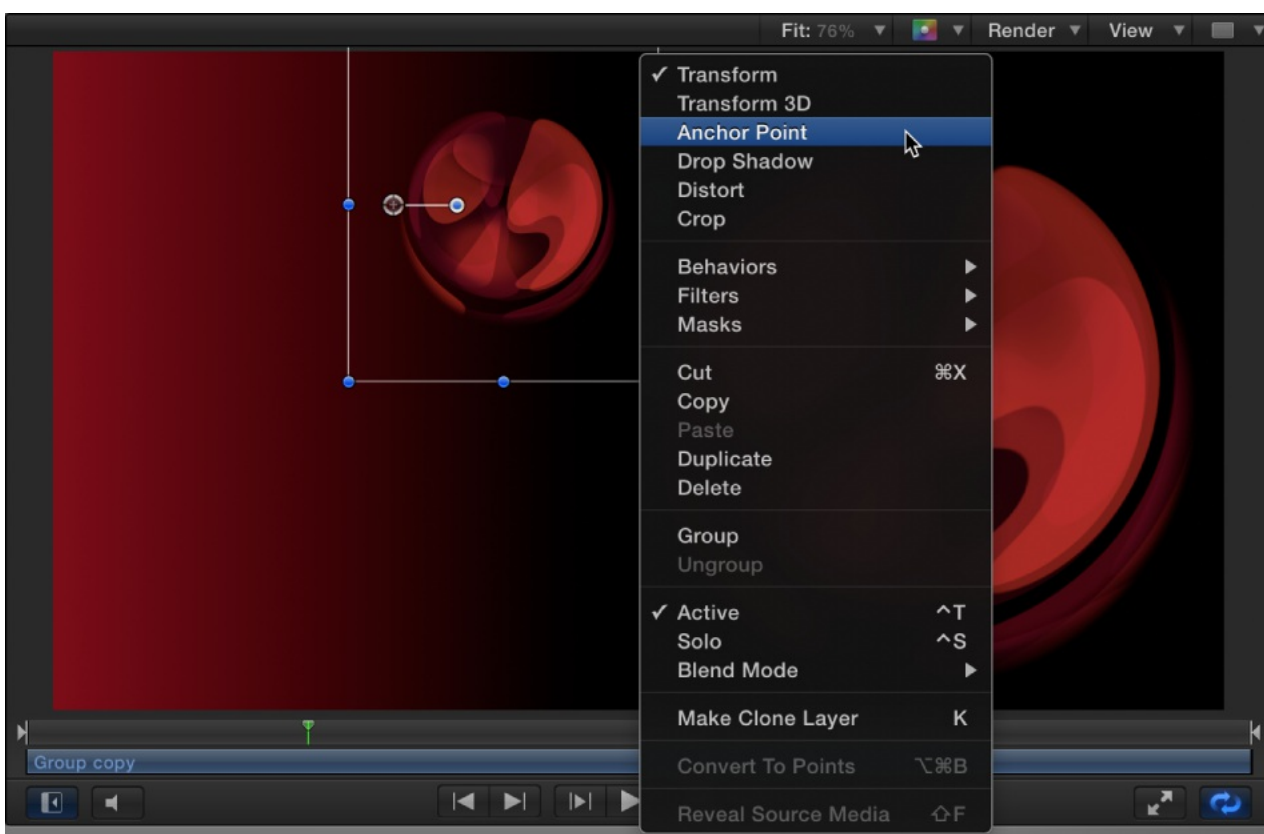 Fit: 76% Render View
✓ Transform
Transform 3D
Anchor Point
Drop Shadow
Distort
Crop
Behaviors
Filters
Masks
Cut ⌘X
Copy
Paste
Duplicate
Delete
Group
Ungroup
✓ Active ^T
Solo ^S
Blend Mode
Make Clone Layer K
Group copy
Convert To Points ⌥⌘B
Reveal Source Media ⇧F